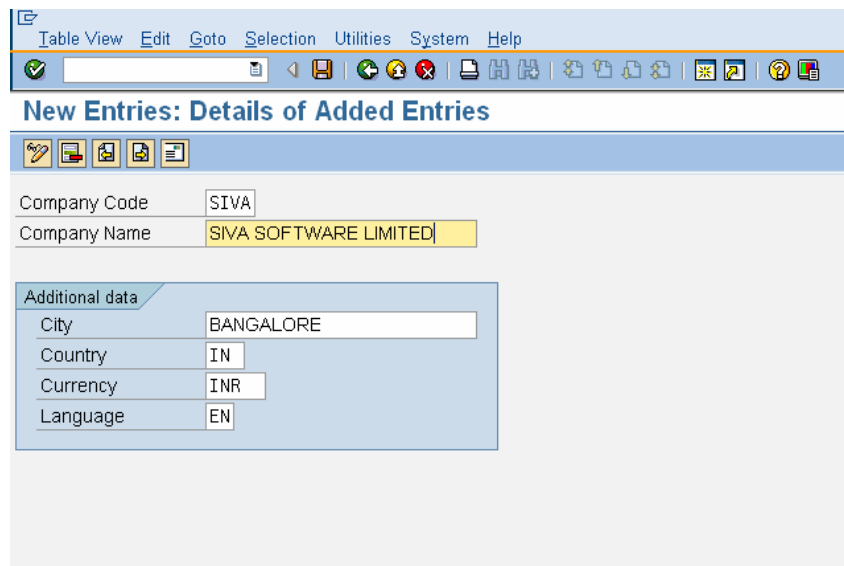 Table View Edit Goto Selection Utilities System Help
New Entries: Details of Added Entries
Company Code SIVA
Company Name SIVA SOFTWARE LIMITED
Additional data
City BANGALORE
Country IN
Currency INR
Language EN